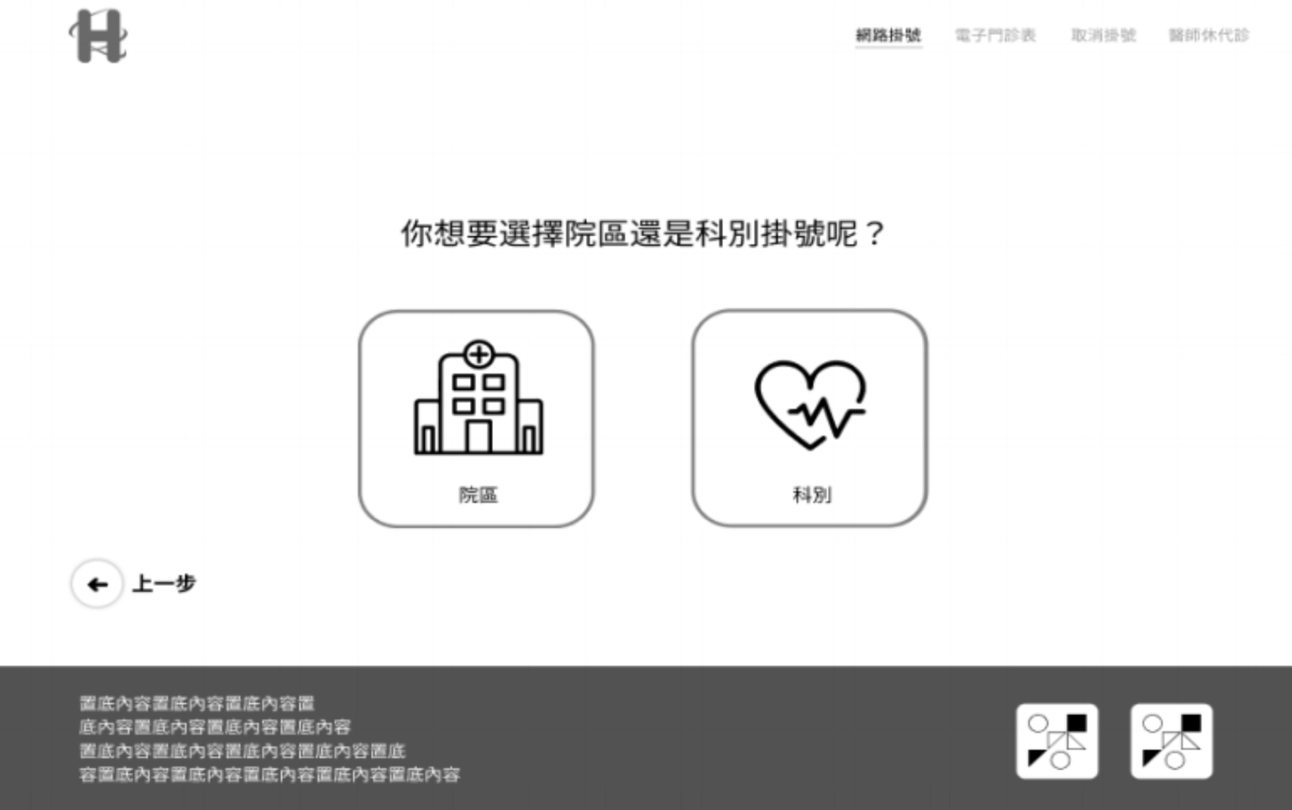 H
網路掛號 電子門診表 取消掛號 醫師休代診
你想要選擇院區還是科別掛號呢？
院區
科別
上一步
置底內容置底內容置底內容置
底內容置底內容置底內容置底內容
置底內容置底內容置底內容置底內容置底
容置底內容置底內容置底內容置底內容置底內容